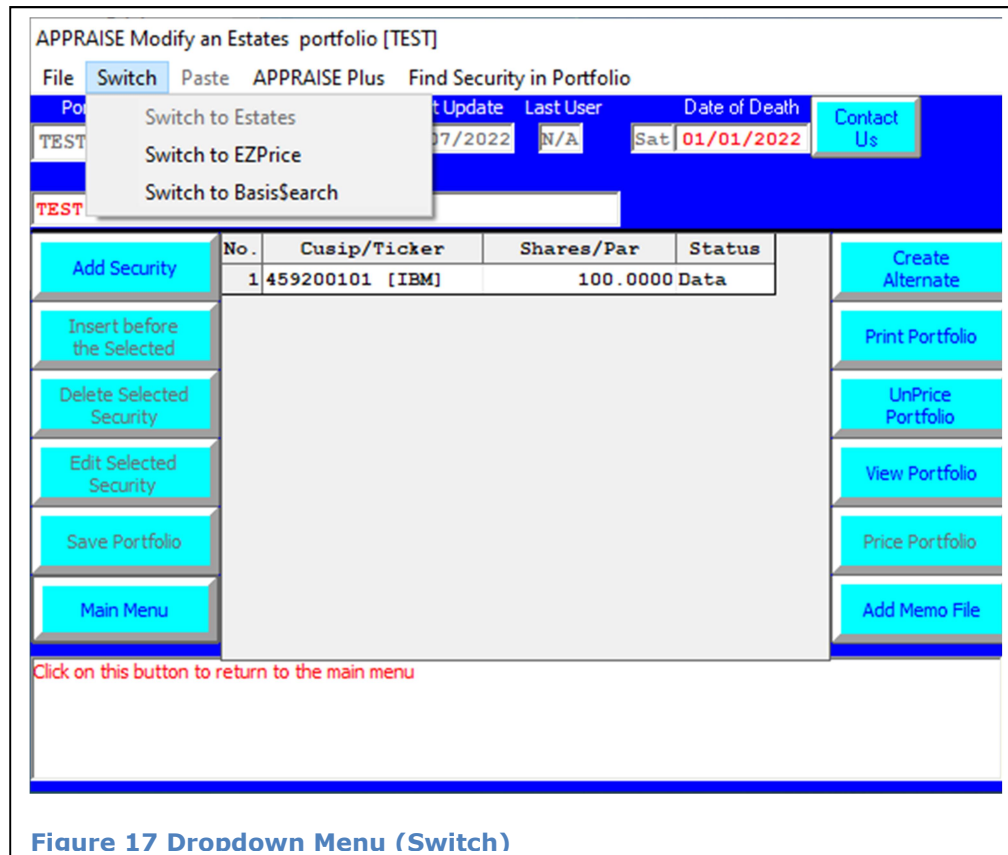 APPRAISE Modify an Estates portfolio [TEST]
File Switch Paste APPRAISE Plus Find Security in Portfolio
Switch to Estates
Switch to EZPrice
Switch to Basis$earch
Update Last User Date of Death
TEST 07/2022 N/A Sat 01/01/2022
Contact
Us
TEST
No. Cusip/Ticker Shares/Par Status
1 459200101 [IBM] 100.0000 Data
Add Security
Insert before
the Selected
Delete Selected
Security
Edit Selected
Security
Save Portfolio
Main Menu
Create
Alternate
Print Portfolio
UnPrice
Portfolio
View Portfolio
Price Portfolio
Add Memo File
Click on this button to return to the main menu
Figure 17 Dropdown Menu (Switch)